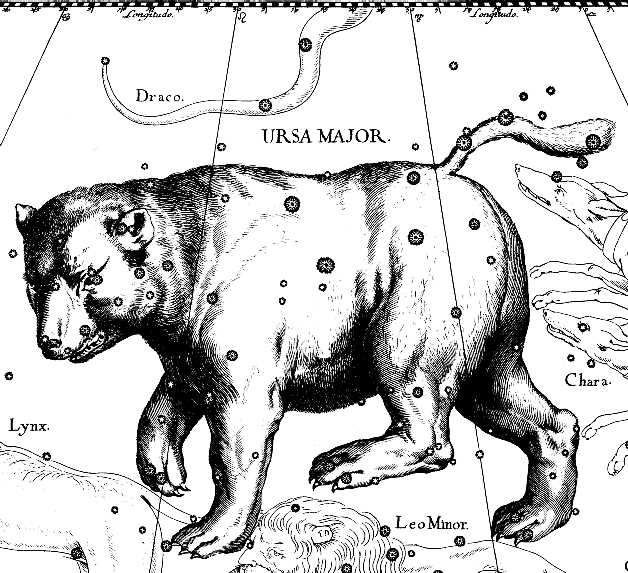 Longitudo.
Longitudo.
Draco.
URSA MAJOR.
Chara.
Lynx.
Leo Minor.